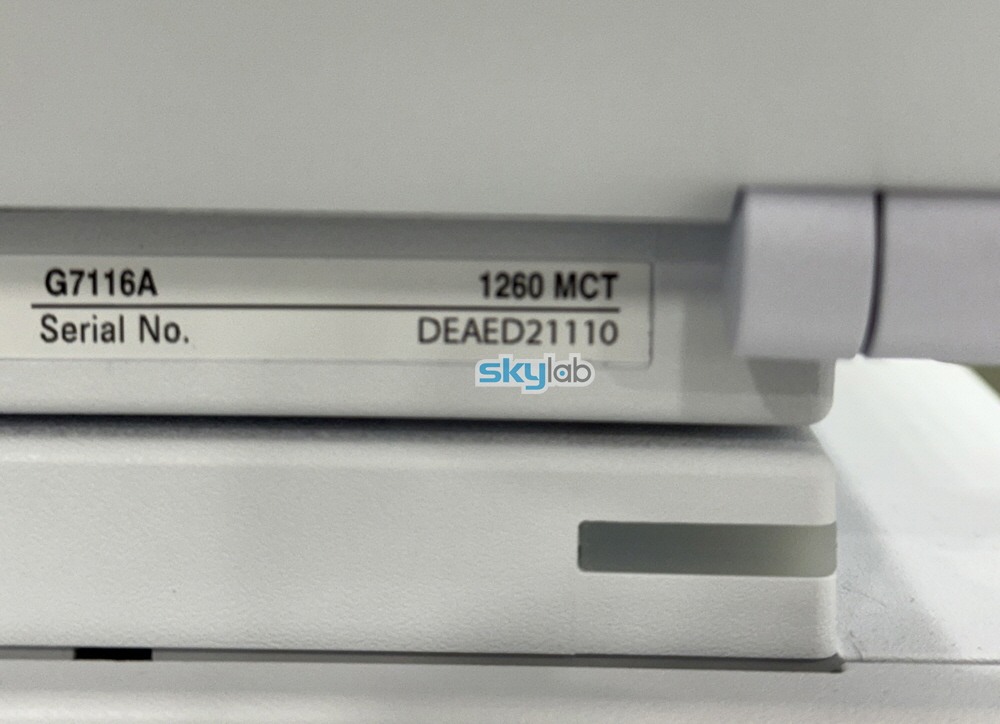 G7116A 1260 MCT
Serial No. DEAED21110
skylab